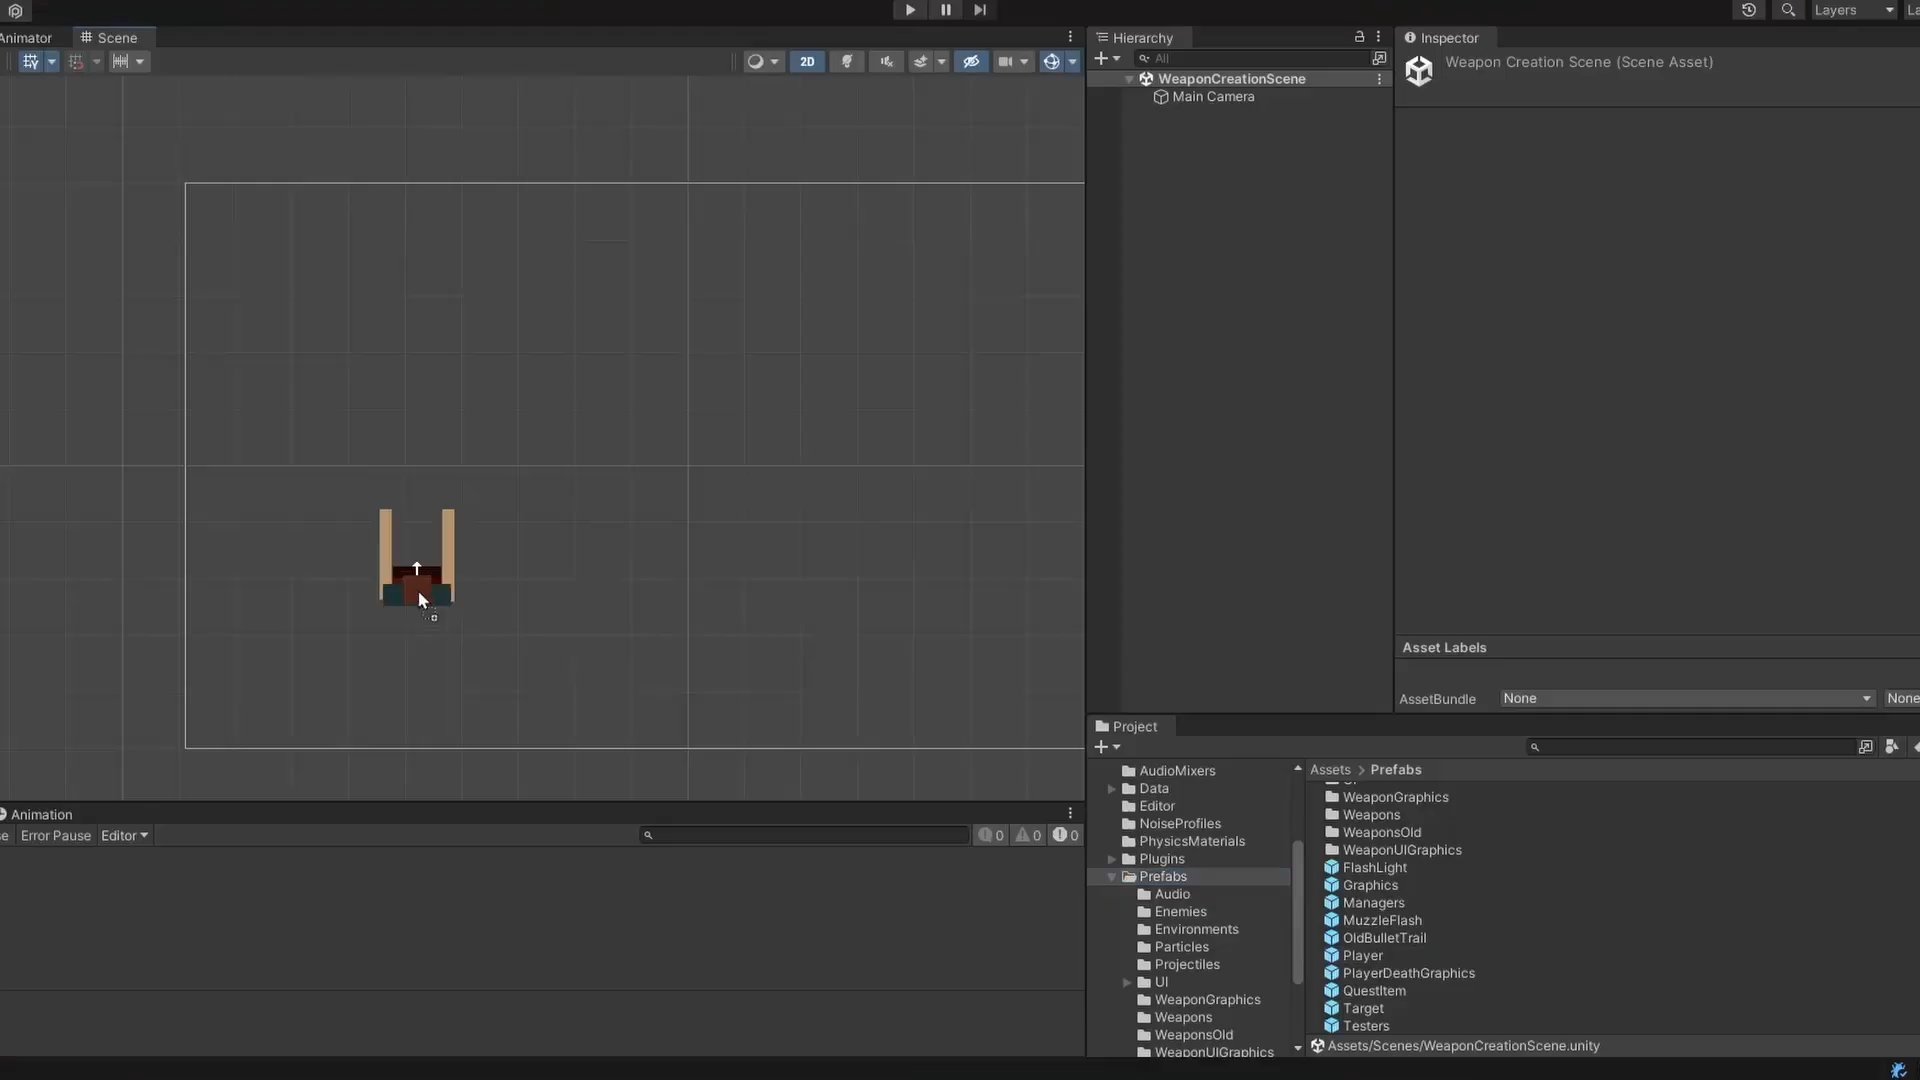 Layers
La
Animator
Scene
2D
Hierarchy
All
WeaponCreationScene
Main Camera
Inspector
Weapon Creation Scene (Scene Asset)
Asset Labels
AssetBundle
None
None
Project
Assets > Prefabs
AudioMixers
Data
Editor
NoiseProfiles
PhysicsMaterials
Plugins
Prefabs
Audio
Enemies
Environments
Particles
Projectiles
UI
WeaponGraphics
Weapons
WeaponsOld
WeaponUIGraphics
WeaponGraphics
Weapons
WeaponsOld
WeaponUIGraphics
FlashLight
Graphics
Managers
MuzzleFlash
OldBulletTrail
Player
PlayerDeathGraphics
QuestItem
Target
Testers
Assets/Scenes/WeaponCreationScene.unity
Animation
se Error Pause Editor
0 0 0